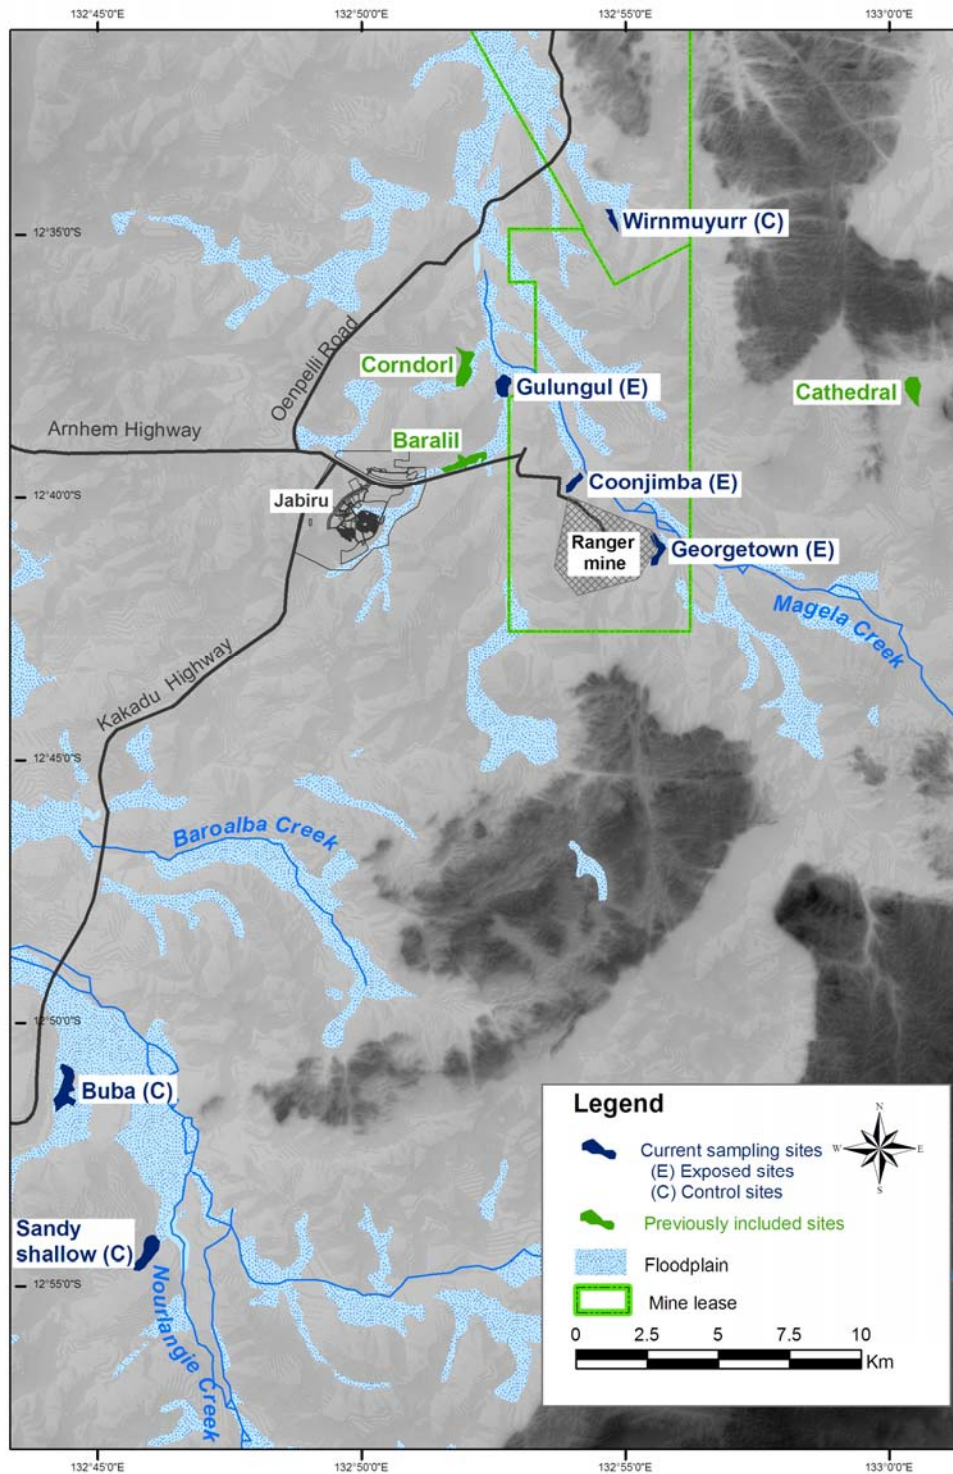 132°45'0"E
132°50'0"E
132°55'0"E
133°0'0"E
12°35'0"S
Wirnmuyurr (C)
Oenpelli Road
Corndorl
Gulungul (E)
Cathedral
Arnhem Highway
Baralil
12°40'0"S
Jabiru
Coonjimba (E)
Ranger
mine
Georgetown (E)
Magela Creek
Kakadu Highway
12°45'0"S
Baroalba Creek
12°50'0"S
Buba (C)
Sandy
shallow (C)
12°55'0"S
Nourlangie Creek
Legend
Current sampling sites
(E) Exposed sites
(C) Control sites
N
W
E
S
Previously included sites
Floodplain
Mine lease
0 2.5 5 7.5 10
Km
132°45'0"E
132°50'0"E
132°55'0"E
133°0'0"E